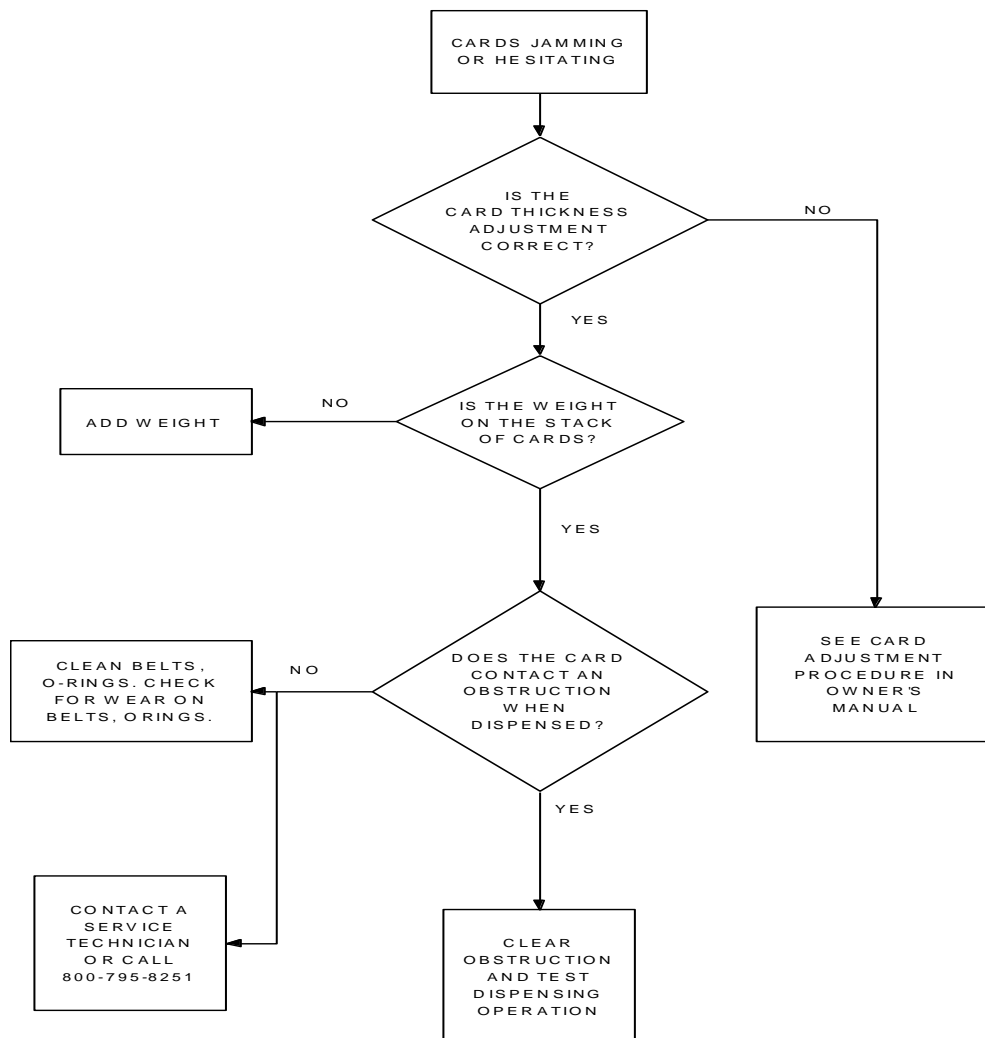 CARDS JAMMING
OR HESITATING
IS THE
CARD THICKNESS
ADJUSTMENT
CORRECT?
NO
YES
ADD WEIGHT
NO
IS THE WEIGHT
ON THE STACK
OF CARDS?
YES
CLEAN BELTS,
O-RINGS. CHECK
FOR WEAR ON
BELTS, ORINGS.
NO
DOES THE CARD
CONTACT AN
OBSTRUCTION
WHEN
DISPENSED?
SEE CARD
ADJUSTMENT
PROCEDURE IN
OWNER'S
MANUAL
YES
CONTACT A
SERVICE
TECHNICIAN
OR CALL
800-795-8251
CLEAR
OBSTRUCTION
AND TEST
DISPENSING
OPERATION